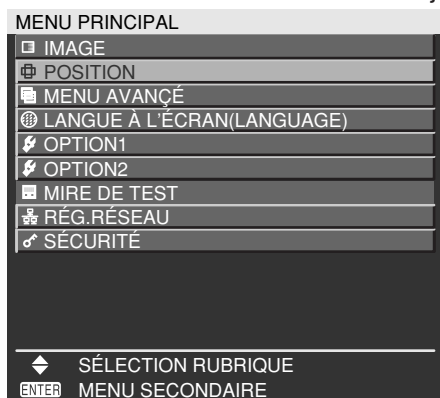 MENU PRINCIPAL
IMAGE
POSITION
MENU AVANÇÉ
LANGUE À L'ÉCRAN(LANGUAGE)
OPTION1
OPTION2
MIRE DE TEST
RÉG.RÉSEAU
SÉCURITÉ
SÉLECTION RUBRIQUE
ENTER MENU SECONDAIRE